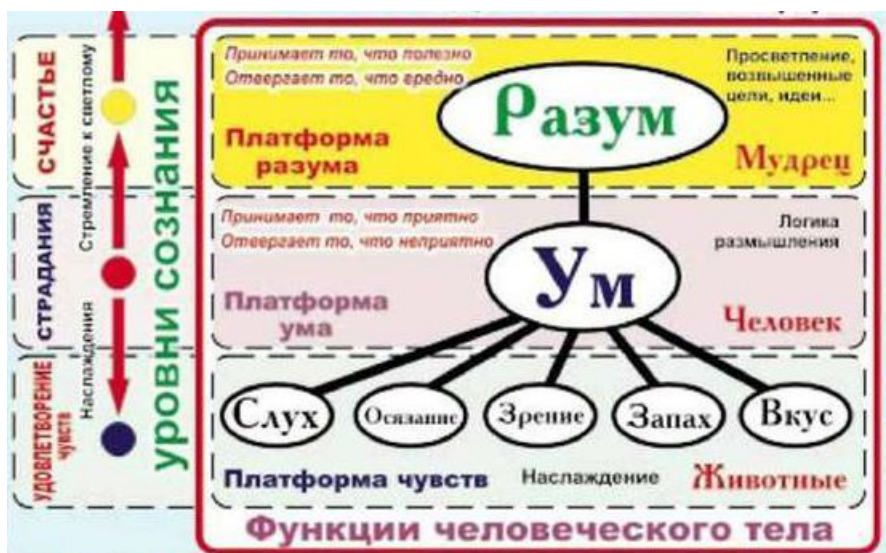 СЧАСТЬЕ
Стремление к светлому
СТРАДАНИЯ
Наслаждения
УДОВЛЕТВОРЕНИЕ
чувств
уровни сознания
Принимает то, что полезно
Отвергает то, что вредно
Платформа
разума
Разум
Просветление,
возвышенные
цели, идеи...
Мудрец
Принимает то, что приятно
Отвергает то, что неприятно
Платформа
ума
Ум
Логика
размышления
Человек
Слух
Осязание
Зрение
Запах
Вкус
Платформа чувств
Наслаждение
Животные
Функции человеческого тела